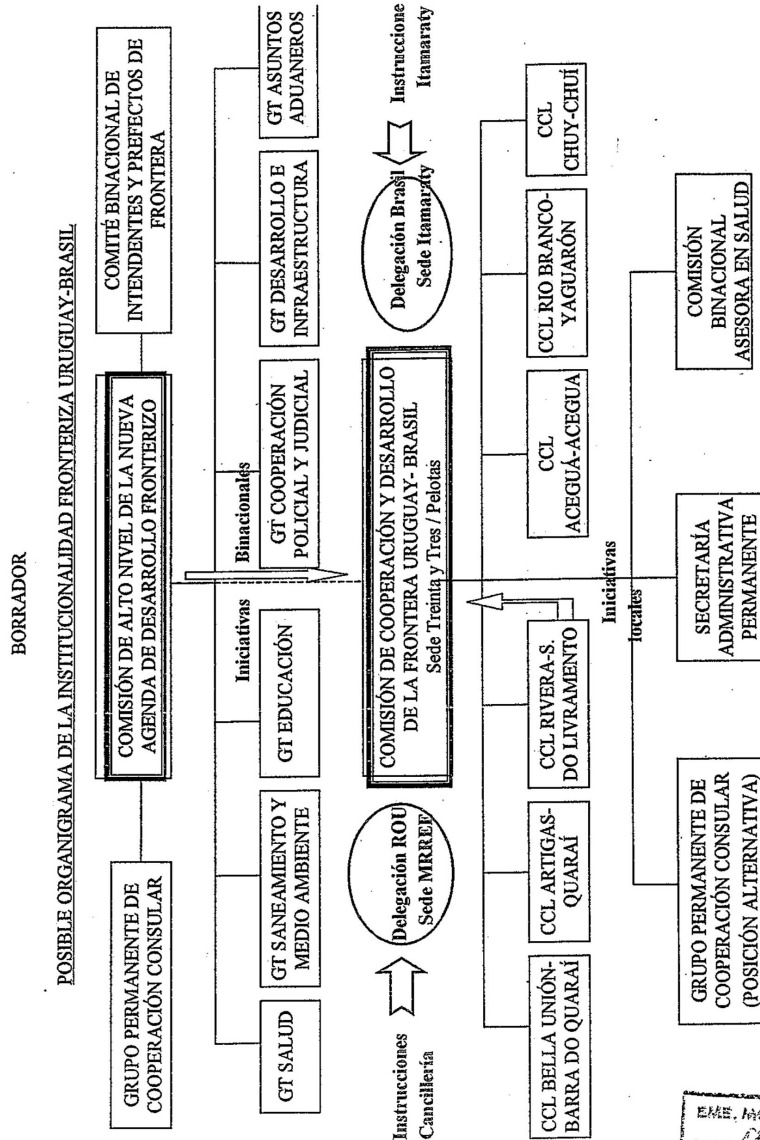 BORRADOR
POSIBLE ORGANIGRAMA DE LA INSTITUCIONALIDAD FRONTERIZA URUGUAY-BRASIL
GRUPO PERMANENTE DE
COOPERACIÓN CONSULAR
COMISIÓN DE ALTO NIVEL DE LA NUEVA
AGENDA DE DESARROLLO FRONTERIZO
COMITÉ BINACIONAL DE
INTENDENTES Y PREFECTOS DE
FRONTERA
Iniciativas
Binacionales
GT SALUD
GT SANEAMIENTO Y
MEDIO AMBIENTE
GT EDUCACIÓN
GT COOPERACIÓN
POLICIAL Y JUDICIAL
GT DESARROLLO E
INFRAESTRUCTURA
GT ASUNTOS
ADUANEROS
Instrucciones
Cancillería
Delegación ROU
Sede MRREE
COMISIÓN DE COOPERACIÓN Y DESARROLLO
DE LA FRONTERA URUGUAY- BRASIL
Sede Treinta y Tres / Pelotas
Delegación Brasil
Sede Itamaraty
Instruccione
Itamaraty
CCL BELLA UNIÓN-
BARRA DO QUARAÍ
CCL ARTIGAS-
QUARAÍ
CCL RIVERA-S.
DO LIVRAMENTO
CCL
ACEGUÁ-ACEGUA
CCL RIO BRANCO-
YAGUARÓN
CCL
CHUY-CHUÍ
Iniciativas
locales
GRUPO PERMANENTE DE
COOPERACIÓN CONSULAR
(POSICIÓN ALTERNATIVA)
SECRETARÍA
ADMINISTRATIVA
PERMANENTE
COMISIÓN
BINACIONAL
ASESORA EN SALUD